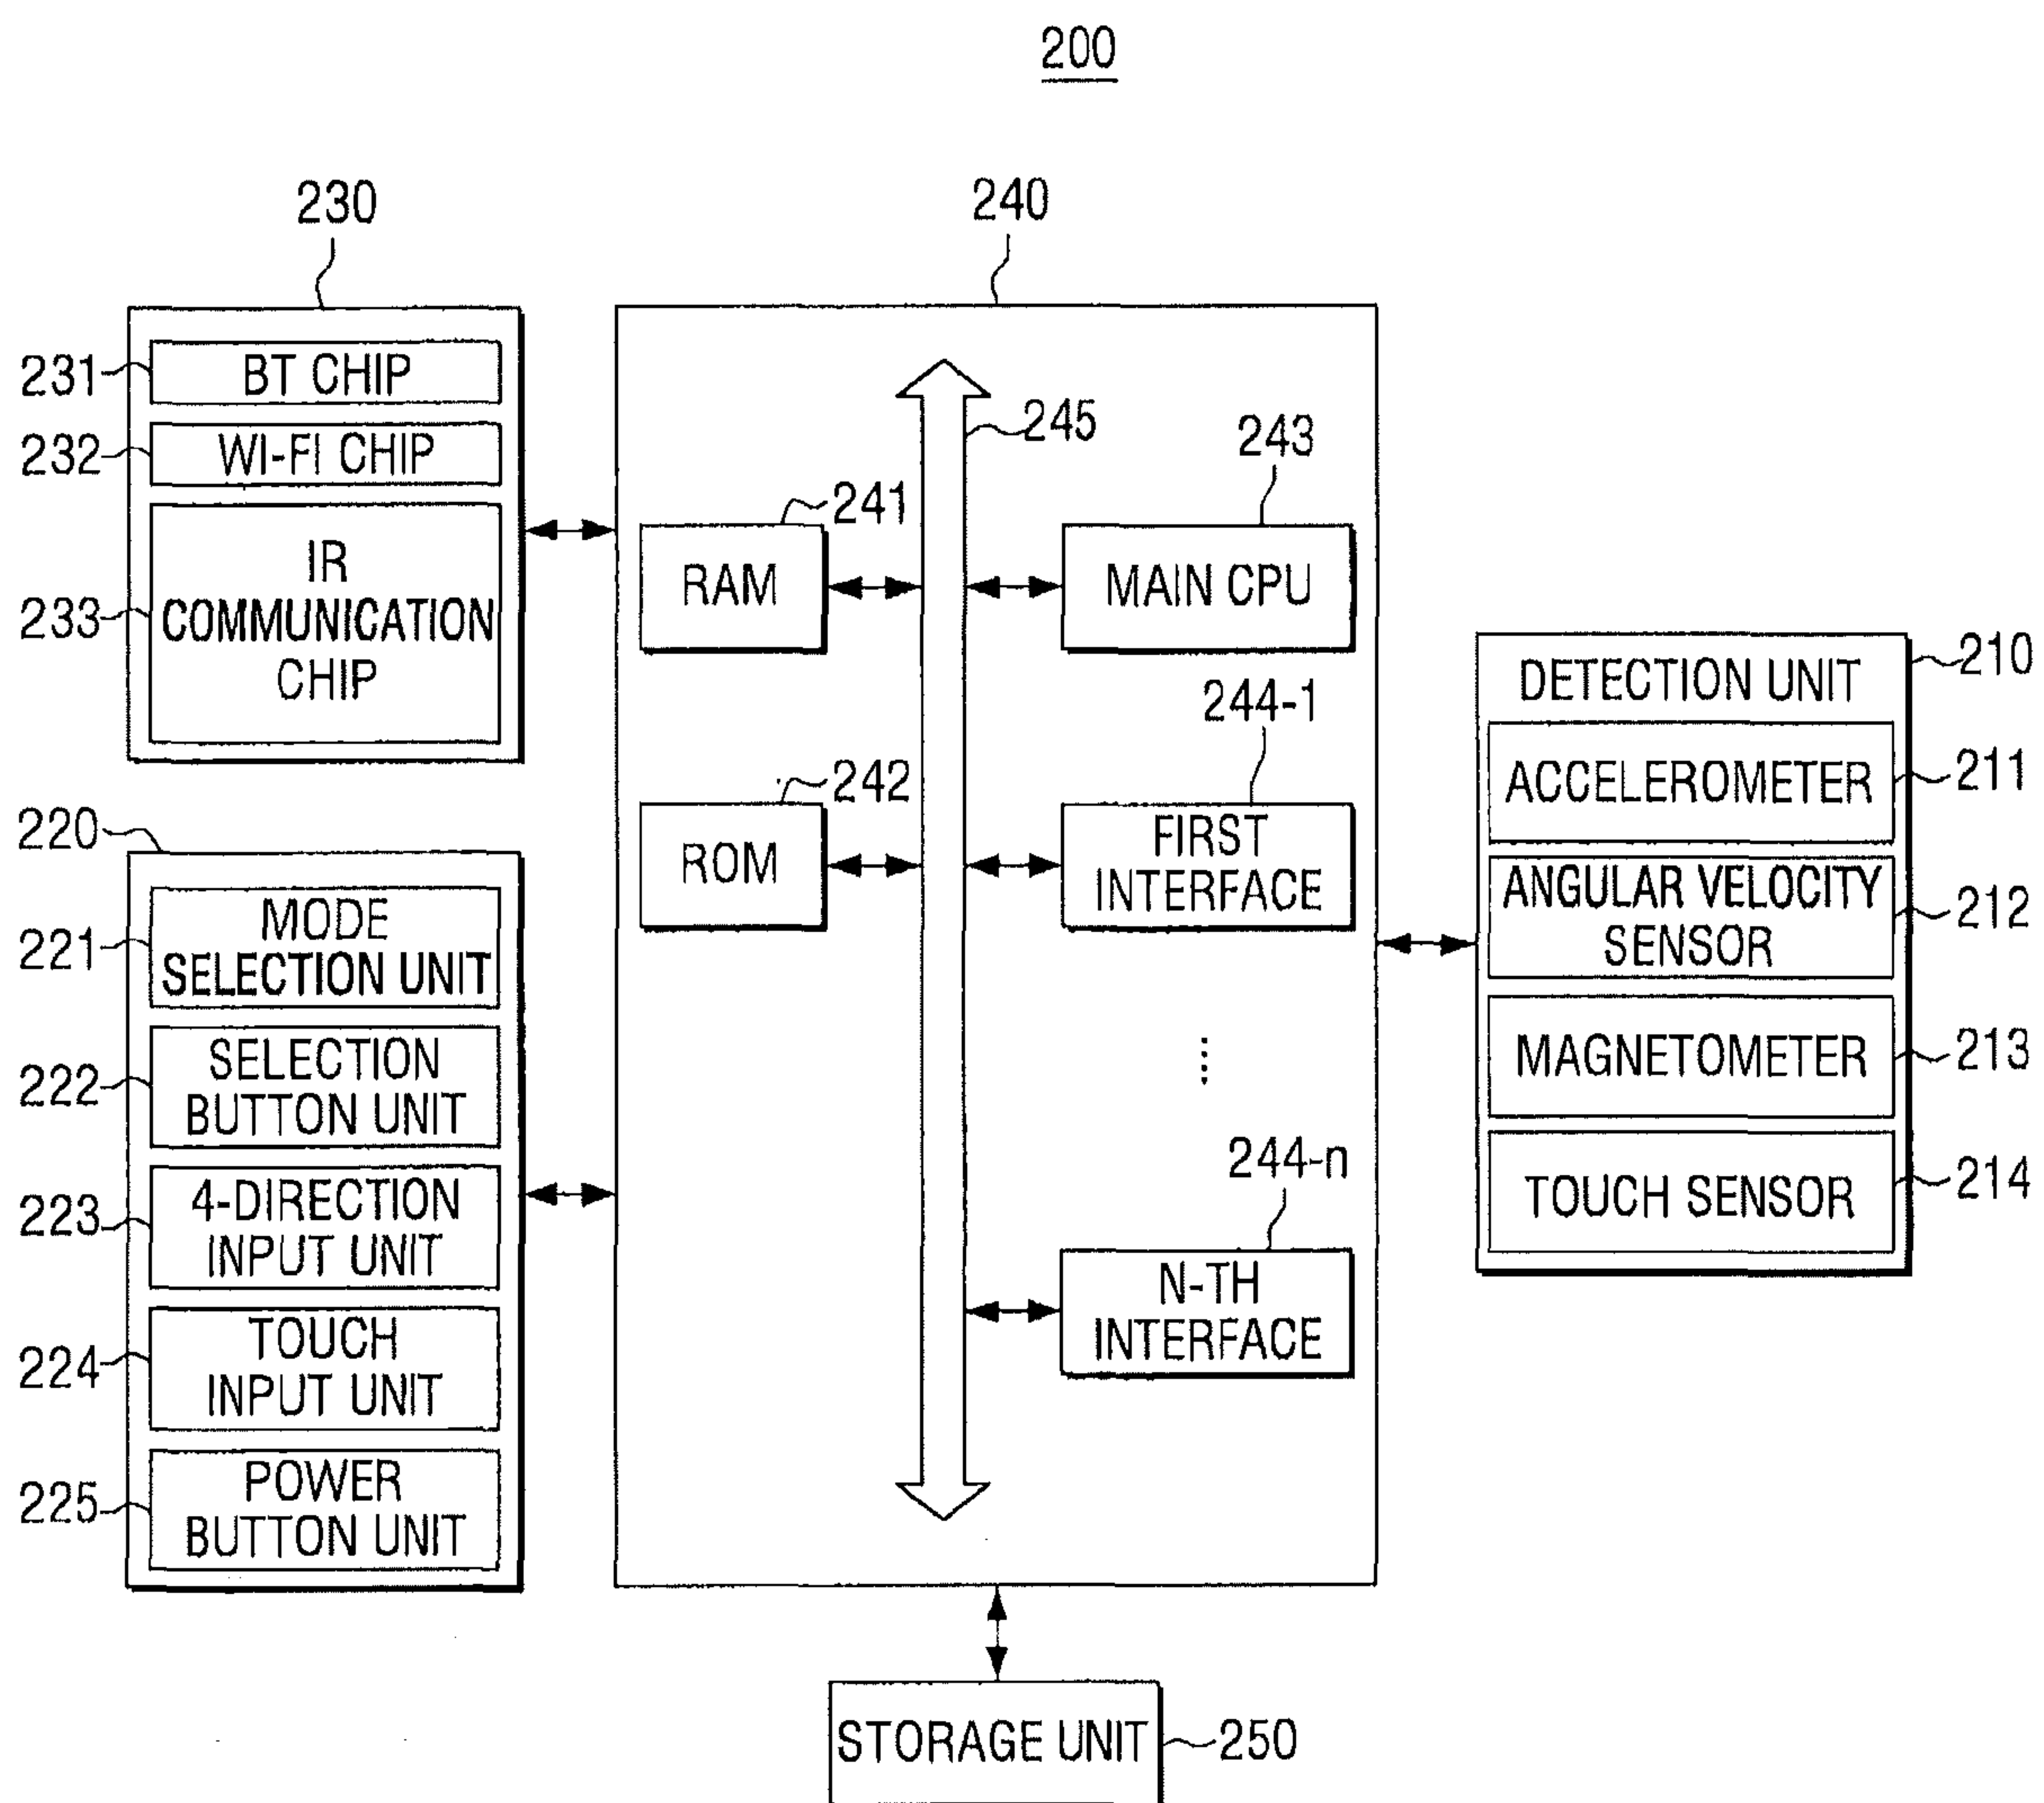 200
230
240
231
BT CHIP
232
WI-FI CHIP
233
IR
COMMUNICATION
CHIP
220
221
MODE
SELECTION UNIT
222
SELECTION
BUTTON UNIT
223
4-DIRECTION
INPUT UNIT
224
TOUCH
INPUT UNIT
225
POWER
BUTTON UNIT
245
241
RAM
242
ROM
243
MAIN CPU
244-1
FIRST
INTERFACE
244-n
N-TH
INTERFACE
210
DETECTION UNIT
ACCELEROMETER
211
ANGULAR VELOCITY
SENSOR
212
MAGNETOMETER
213
TOUCH SENSOR
214
STORAGE UNIT
250